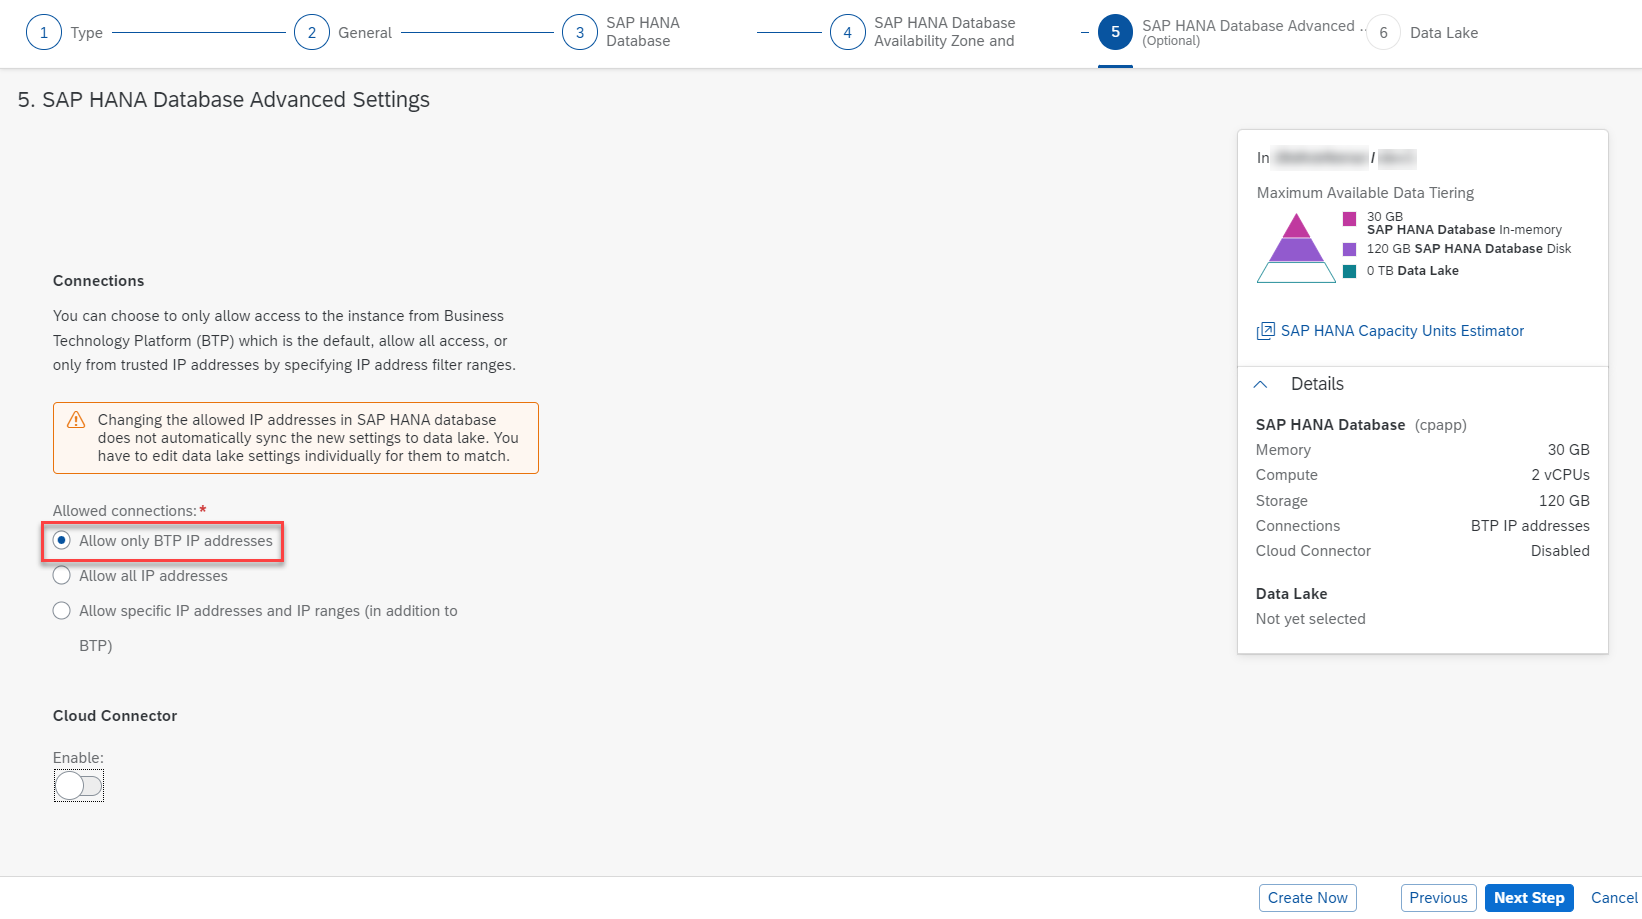 1 Type
2 General
3 SAP HANA
Database
4 SAP HANA Database
Availability Zone and
5 SAP HANA Database Advanced ...
(Optional)
6 Data Lake
5. SAP HANA Database Advanced Settings
Connections
You can choose to only allow access to the instance from Business
Technology Platform (BTP) which is the default, allow all access, or
only from trusted IP addresses by specifying IP address filter ranges.
Changing the allowed IP addresses in SAP HANA database
does not automatically sync the new settings to data lake. You
have to edit data lake settings individually for them to match.
Allowed connections:*
Allow only BTP IP addresses
Allow all IP addresses
Allow specific IP addresses and IP ranges (in addition to
BTP)
Cloud Connector
Enable:
In /
Maximum Available Data Tiering
30 GB
SAP HANA Database In-memory
120 GB SAP HANA Database Disk
0 TB Data Lake
SAP HANA Capacity Units Estimator
Details
SAP HANA Database (cpapp)
Memory 30 GB
Compute 2 vCPUs
Storage 120 GB
Connections BTP IP addresses
Cloud Connector Disabled
Data Lake
Not yet selected
Create Now Previous Next Step Cancel